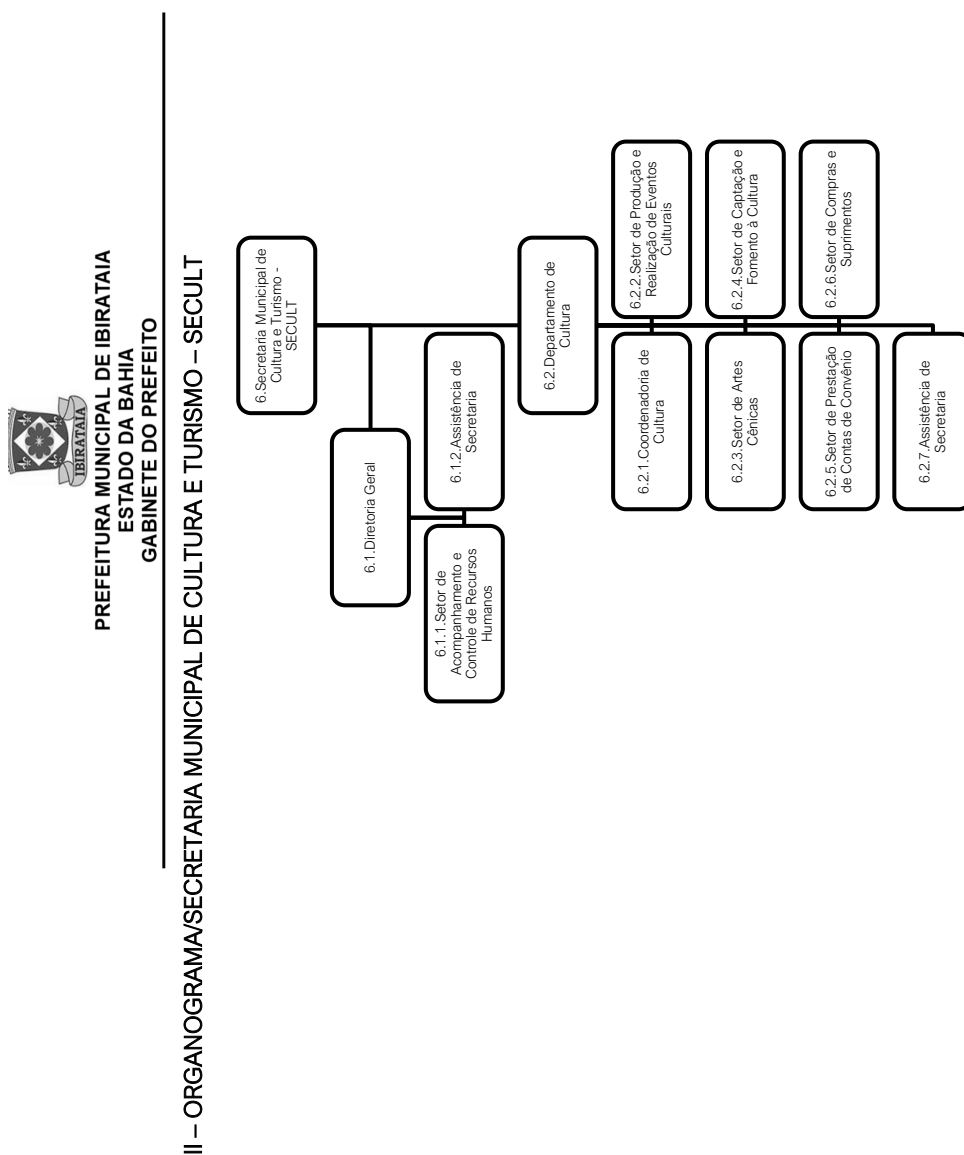 IBIRATAIA
PREFEITURA MUNICIPAL DE IBIRATAIA
ESTADO DA BAHIA
GABINETE DO PREFEITO
II – ORGANOGRAMA/SECRETARIA MUNICIPAL DE CULTURA E TURISMO – SECULT
6.Secretaria Municipal de
Cultura e Turismo -
SECULT
6.1.Diretoria Geral
6.1.1.Setor de
Acompanhamento e
Controle de Recursos
Humanos
6.1.2.Assistência de
Secretaria
6.2.Departamento de
Cultura
6.2.1.Coordenadoria de
Cultura
6.2.2.Setor de Produção e
Realização de Eventos
Culturais
6.2.3.Setor de Artes
Cênicas
6.2.4.Setor de Captação e
Fomento à Cultura
6.2.5.Setor de Prestação
de Contas de Convênio
6.2.6.Setor de Compras e
Suprimentos
6.2.7.Assistência de
Secretaria